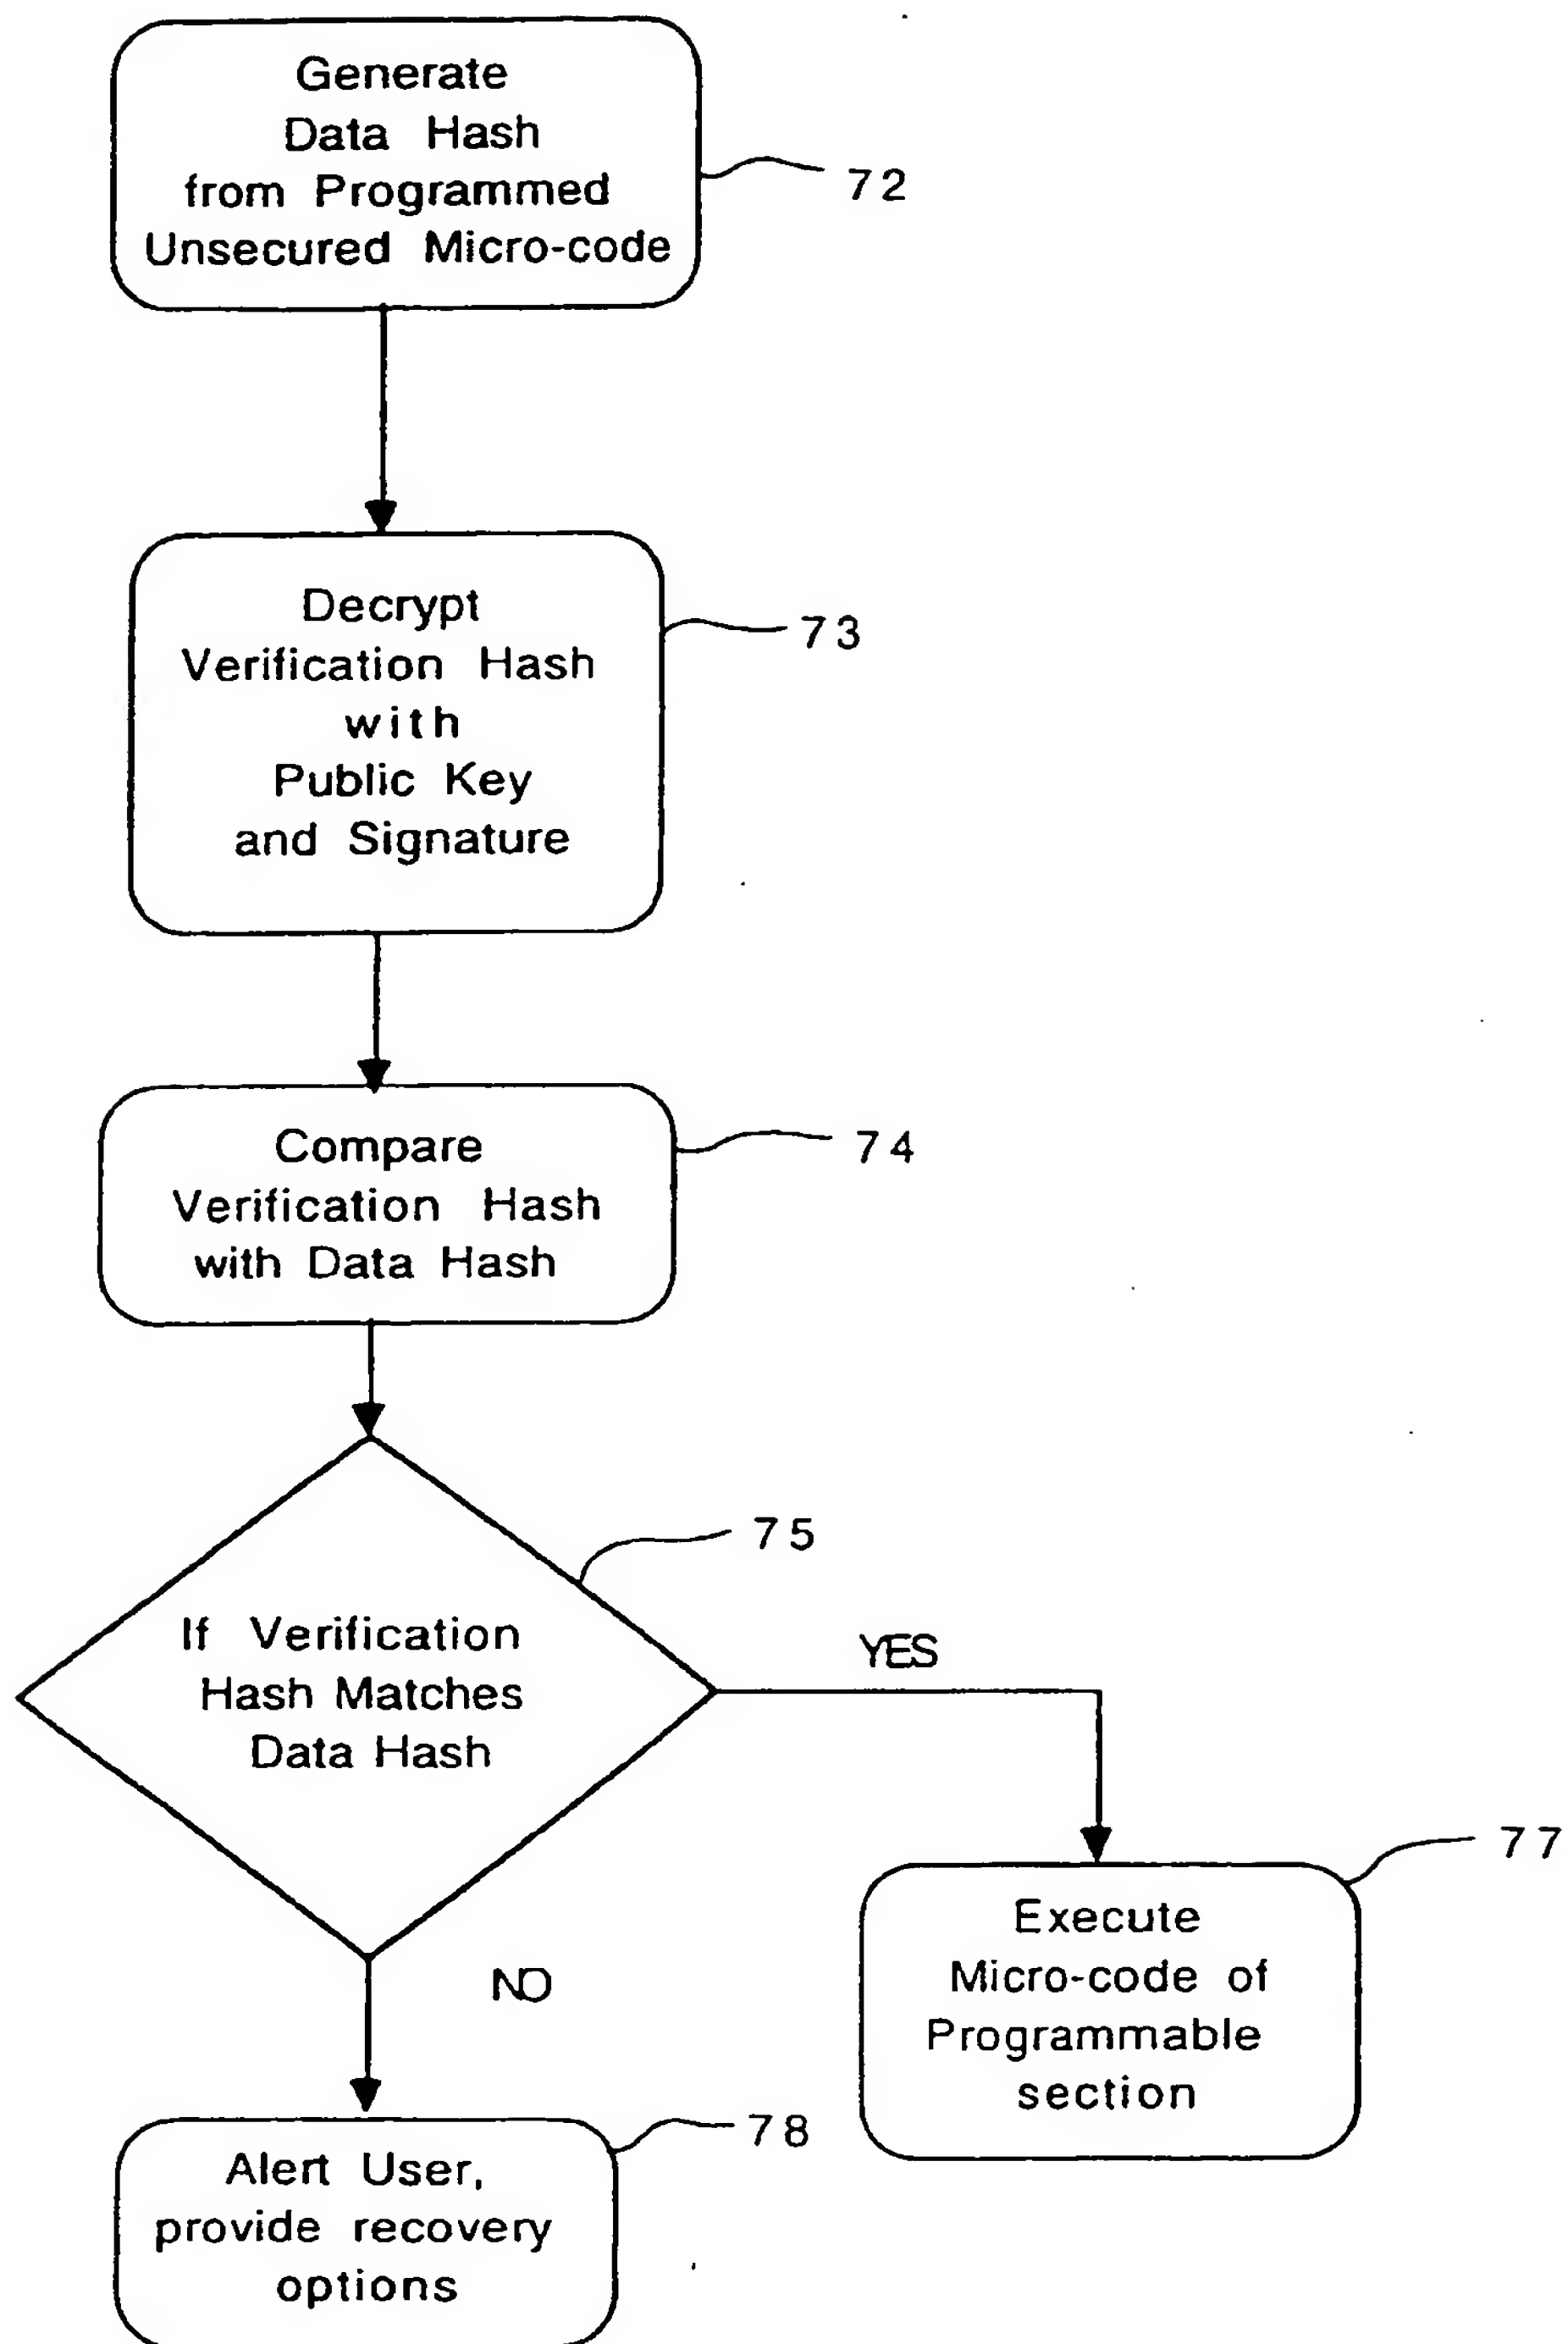 Generate
Data Hash
from Programmed
Unsecured Micro-code
72
Decrypt
Verification Hash
with
Public Key
and Signature
73
Compare
Verification Hash
with Data Hash
74
75
If Verification
Hash Matches
Data Hash
YES
NO
77
Execute
Micro-code of
Programmable
section
78
Alert User,
provide recovery
options